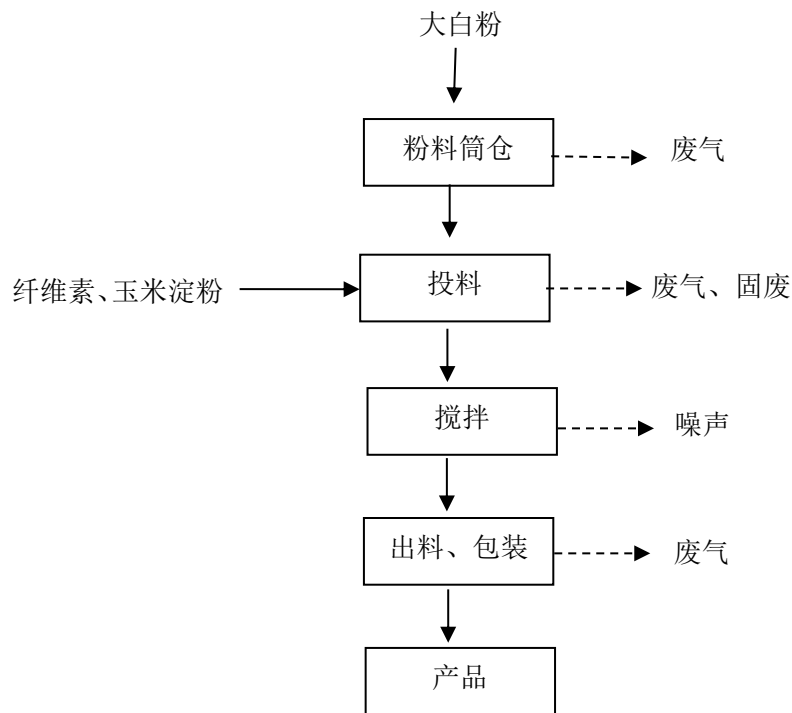 大白粉
粉料筒仓
废气
纤维素、玉米淀粉
投料
废气、固废
搅拌
噪声
出料、包装
废气
产品